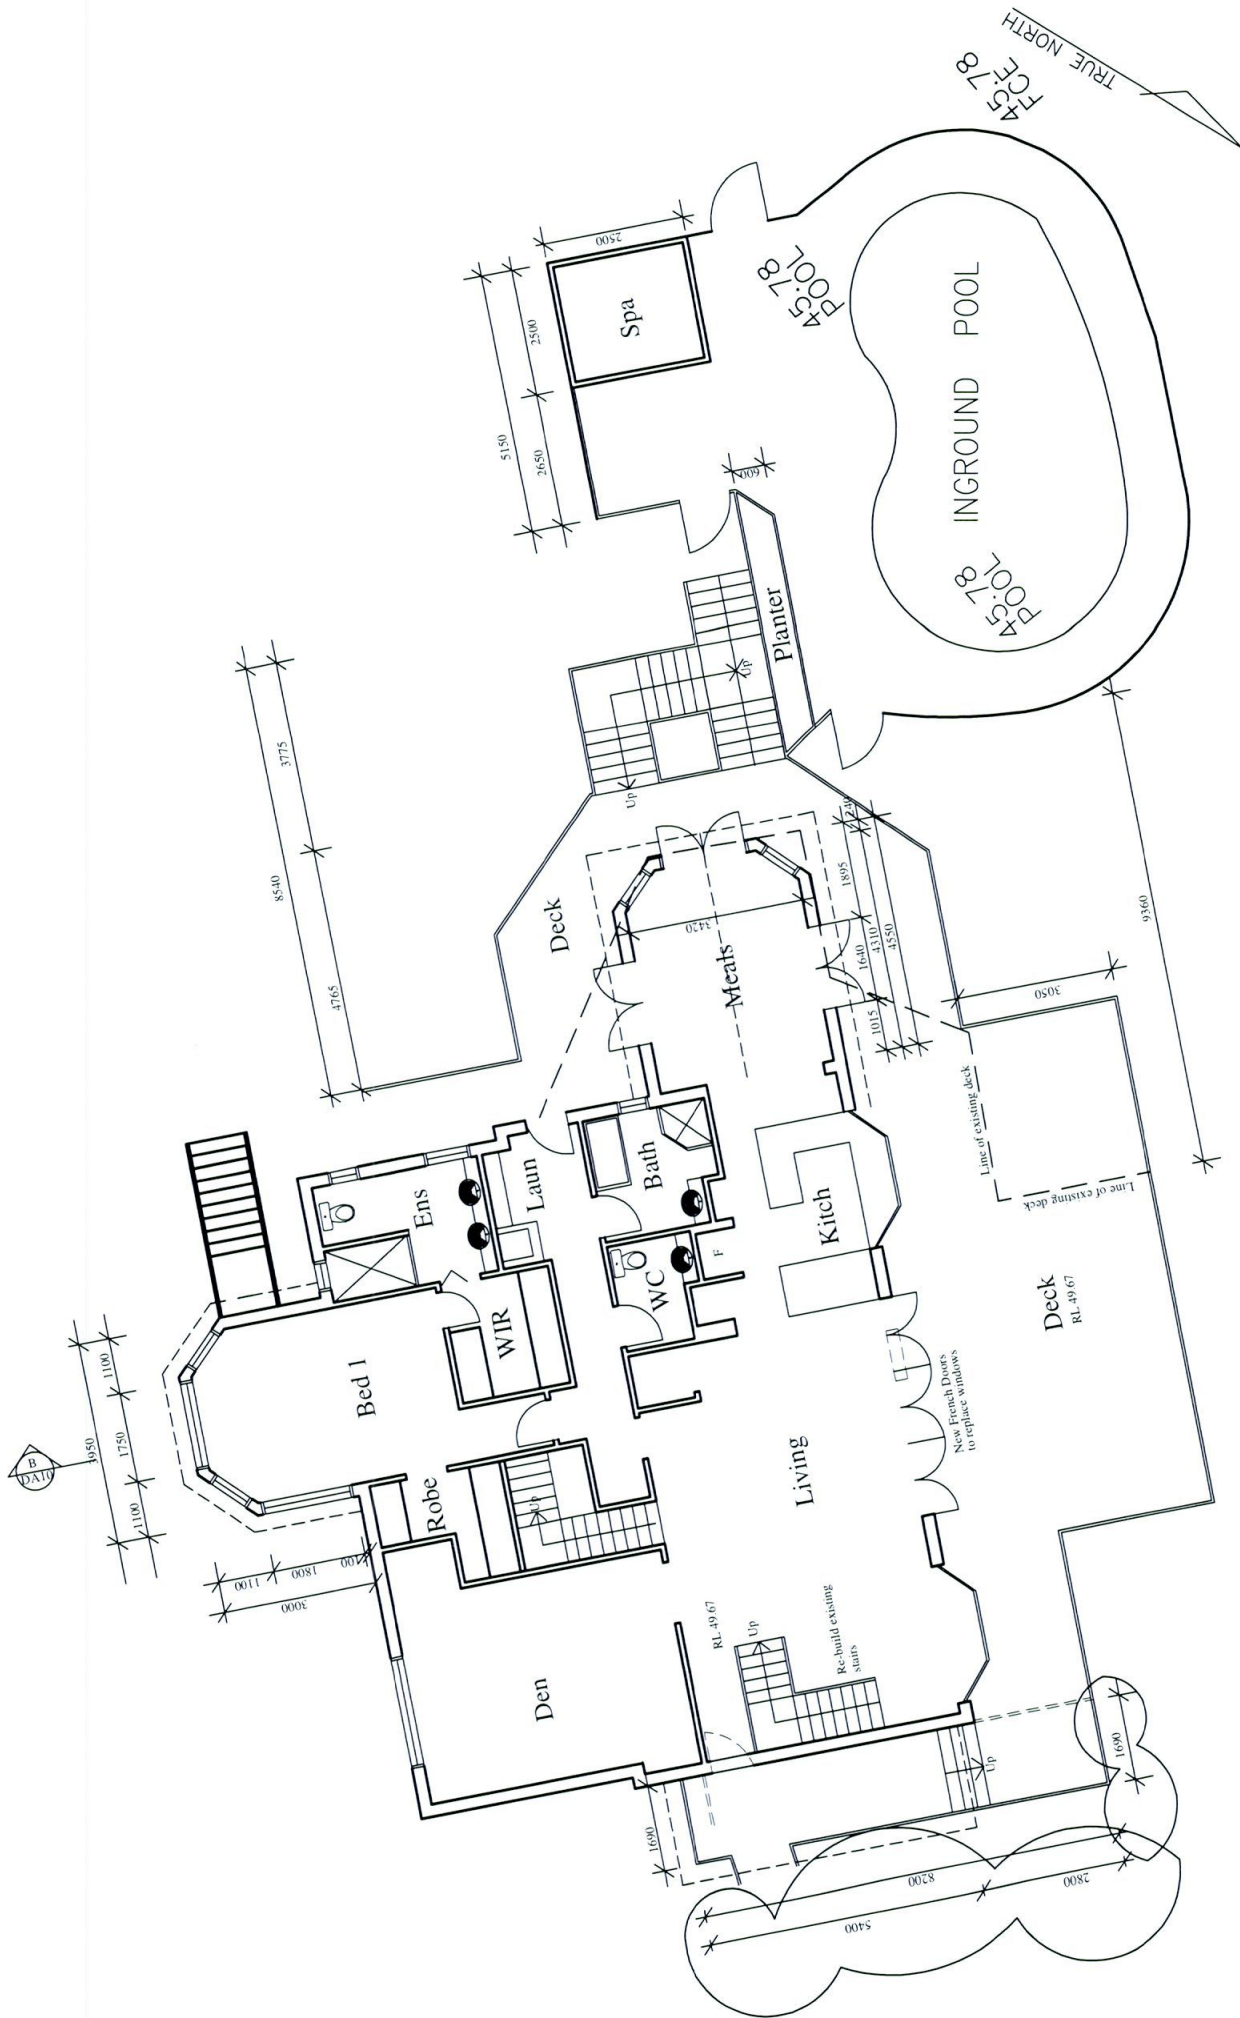 TRUE NORTH
45·78
FCE
2500
Spa
5150
2500
2650
45·78
POOL
INGROUND POOL
45·78
POOL
600
Planter
Up
Up
8540
3775
4765
Deck
3420
Meals
240
1895
1640
4310
4550
1015
3050
9360
Line of existing deck
Line of existing deck
Ens
Laun
Bath
Kitch
WC
F
WIR
Bed 1
B
DA10
3950
1100
1750
1100
1100
1800
100
3000
Robe
Up
Living
New French Doors
to replace windows
Deck
RL 49.67
Den
RL 49.67
Up
Re-build existing
stairs
Up
1690
1690
8200
5400
2800